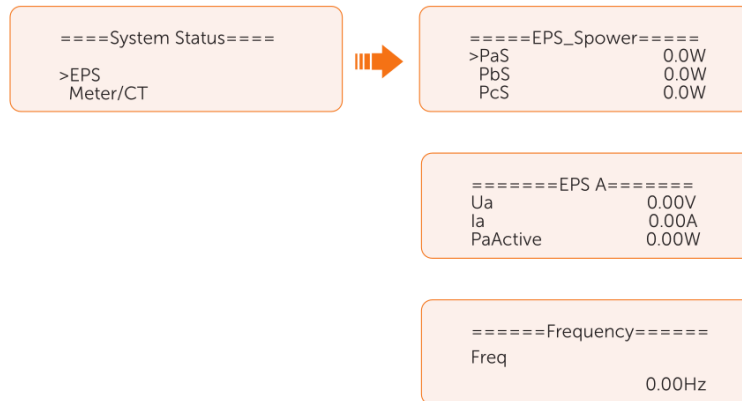 ====System Status====
>EPS
Meter/CT
=====EPS_Spower=====
>PaS 0.0W
PbS 0.0W
PcS 0.0W
=======EPS A=======
Ua 0.00V
Ia 0.00A
PaActive 0.00W
======Frequency======
Freq
0.00Hz